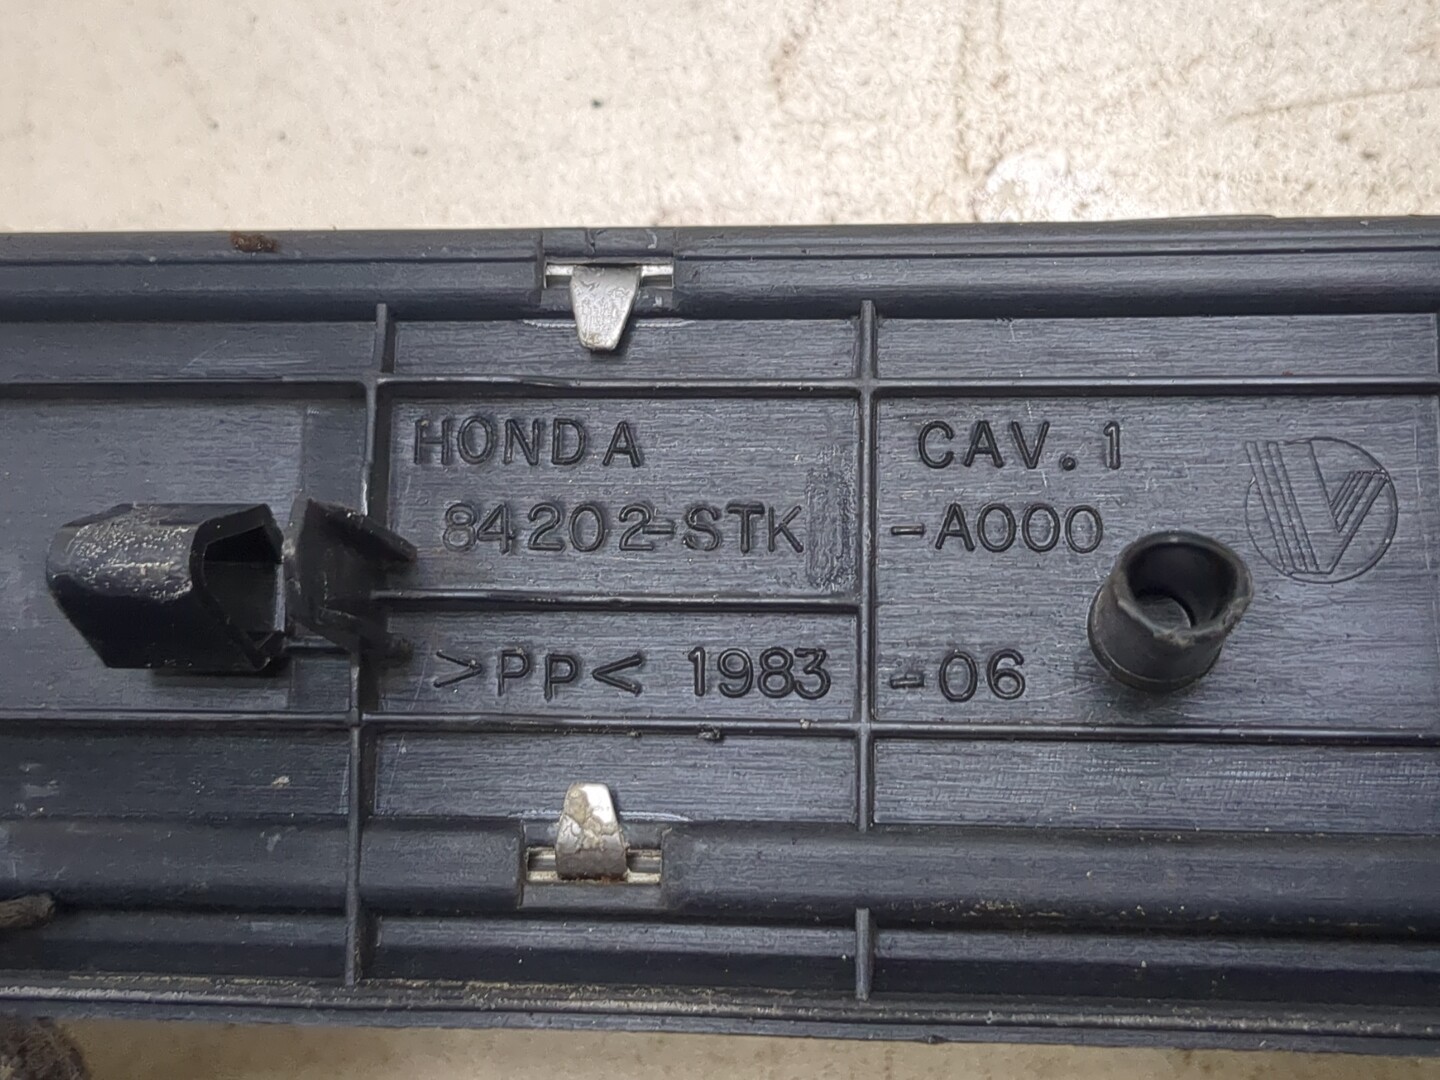 HONDA CAV.1
84202-STK -A000
>PP< 1983 -06